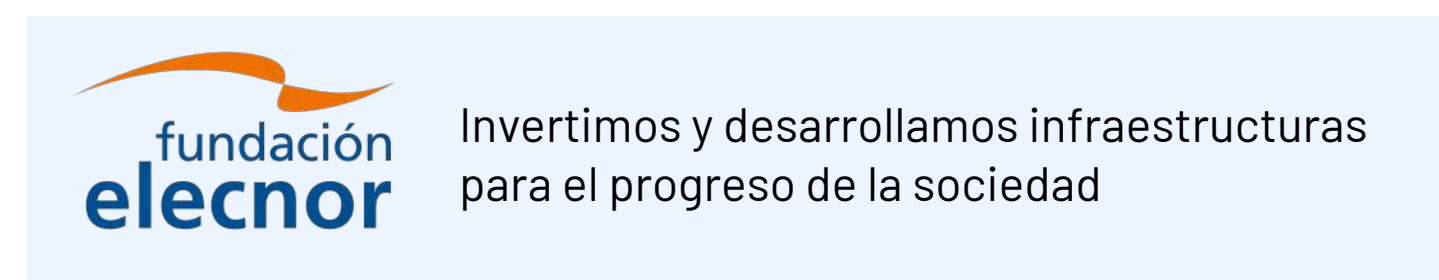 fundación
elecnor
Invertimos y desarrollamos infraestructuras
para el progreso de la sociedad